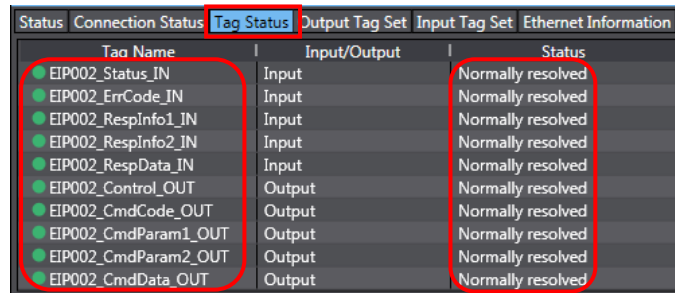 Status Connection Status Tag Status Output Tag Set Input Tag Set Ethernet Information
Tag Name Input/Output Status
EIP002_Status_IN Input Normally resolved
EIP002_ErrCode_IN Input Normally resolved
EIP002_RespInfo1_IN Input Normally resolved
EIP002_RespInfo2_IN Input Normally resolved
EIP002_RespData_IN Input Normally resolved
EIP002_Control_OUT Output Normally resolved
EIP002_CmdCode_OUT Output Normally resolved
EIP002_CmdParam1_OUT Output Normally resolved
EIP002_CmdParam2_OUT Output Normally resolved
EIP002_CmdData_OUT Output Normally resolved